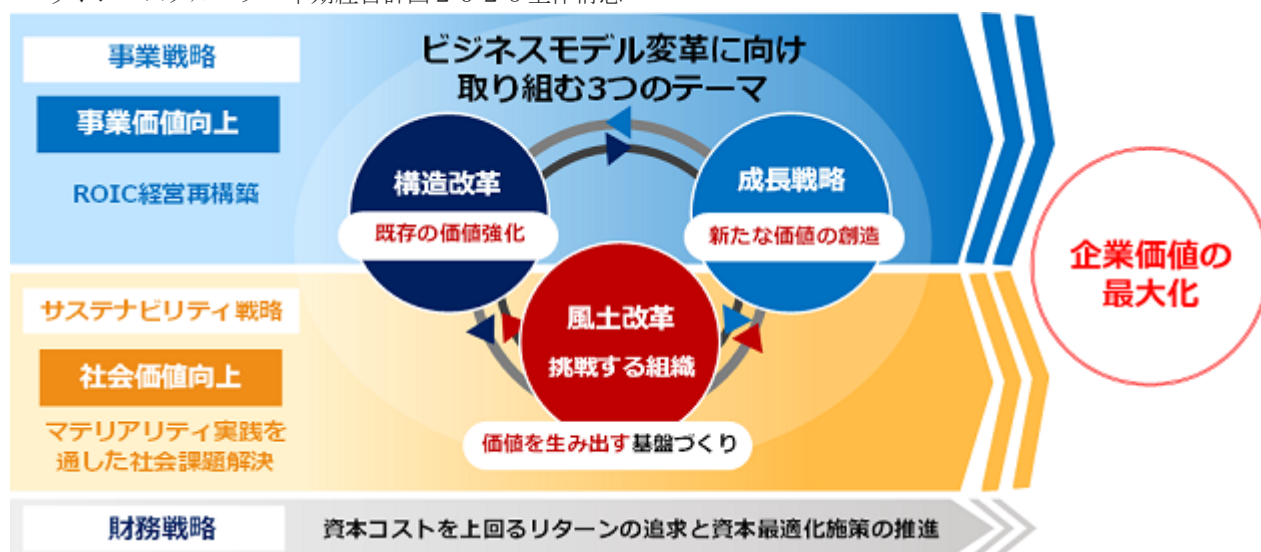 事業戦略
事業価値向上
ROIC経営再構築
ビジネスモデル変革に向け
取り組む3つのテーマ
構造改革
既存の価値強化
成長戦略
新たな価値の創造
風土改革
挑戦する組織
価値を生み出す基盤づくり
サステナビリティ戦略
社会価値向上
マテリアリティ実践を
通した社会課題解決
財務戦略
資本コストを上回るリターンの追求と資本最適化施策の推進
企業価値の
最大化